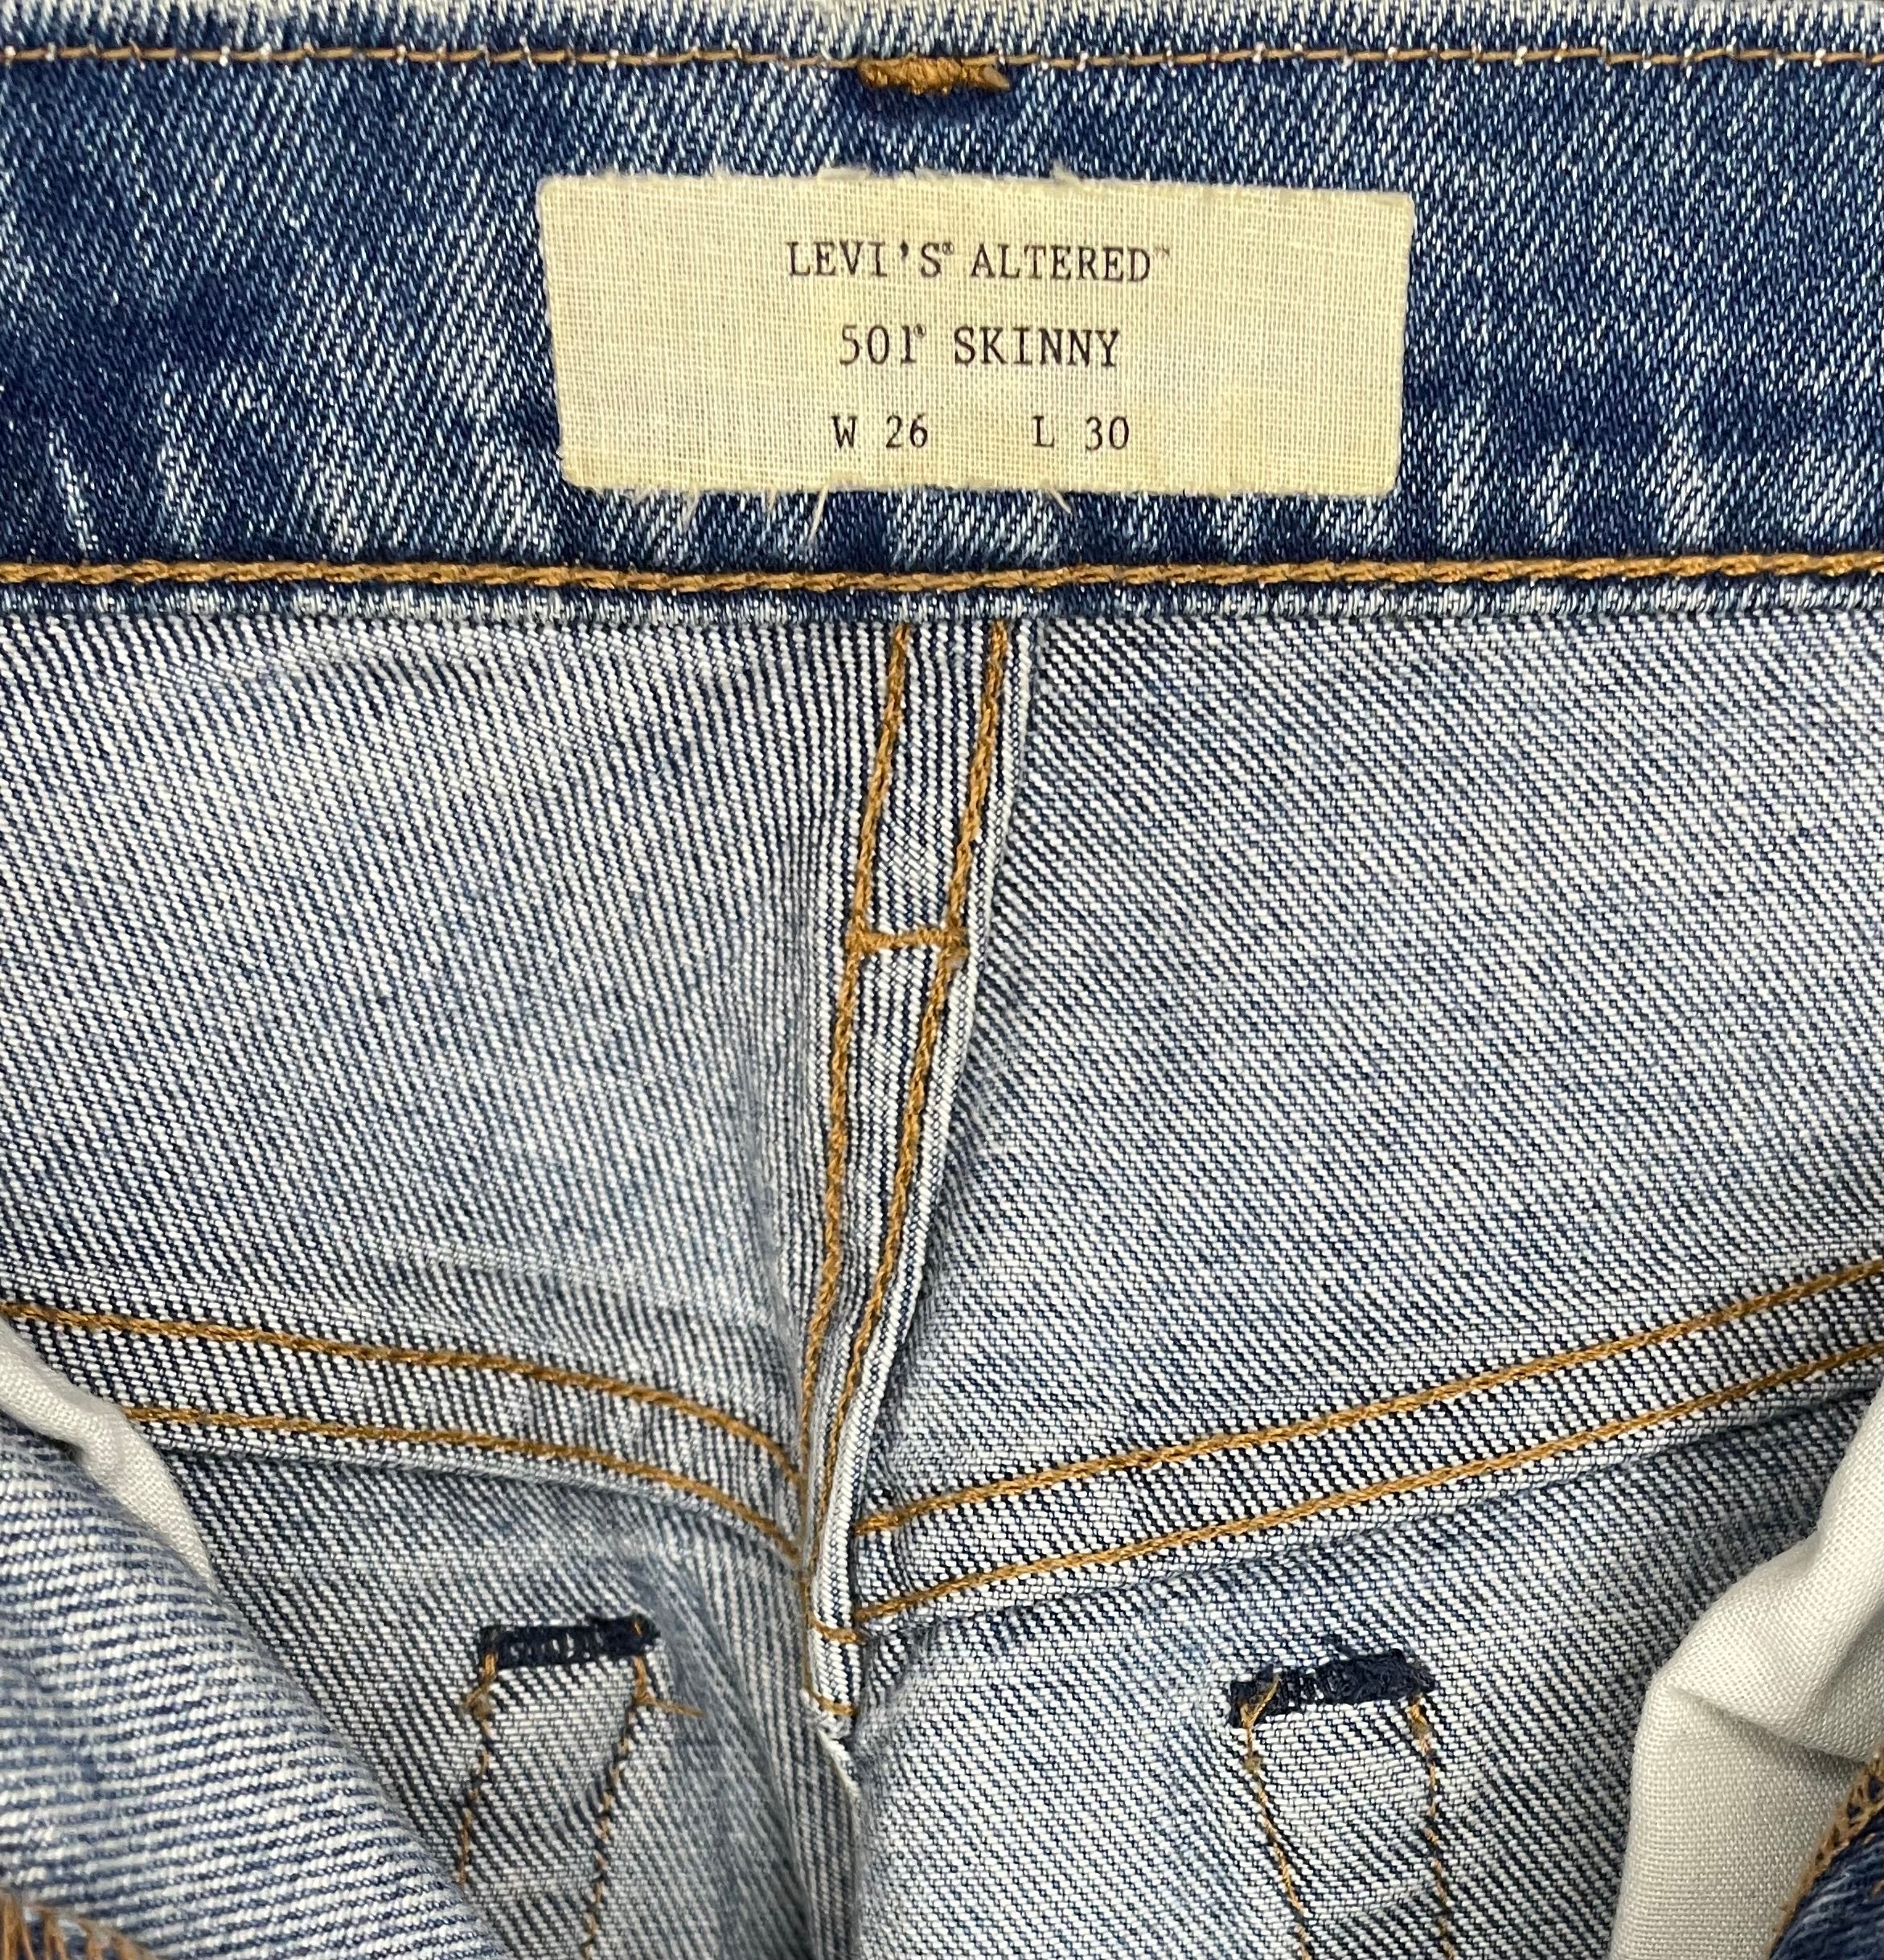 LEVI'S® ALTERED™
501® SKINNY
W 26 L 30